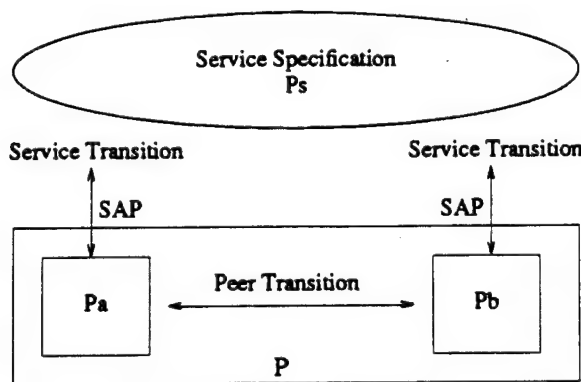 Service Specification
Ps
Service Transition
Service Transition
SAP
SAP
Peer Transition
Pa
Pb
P